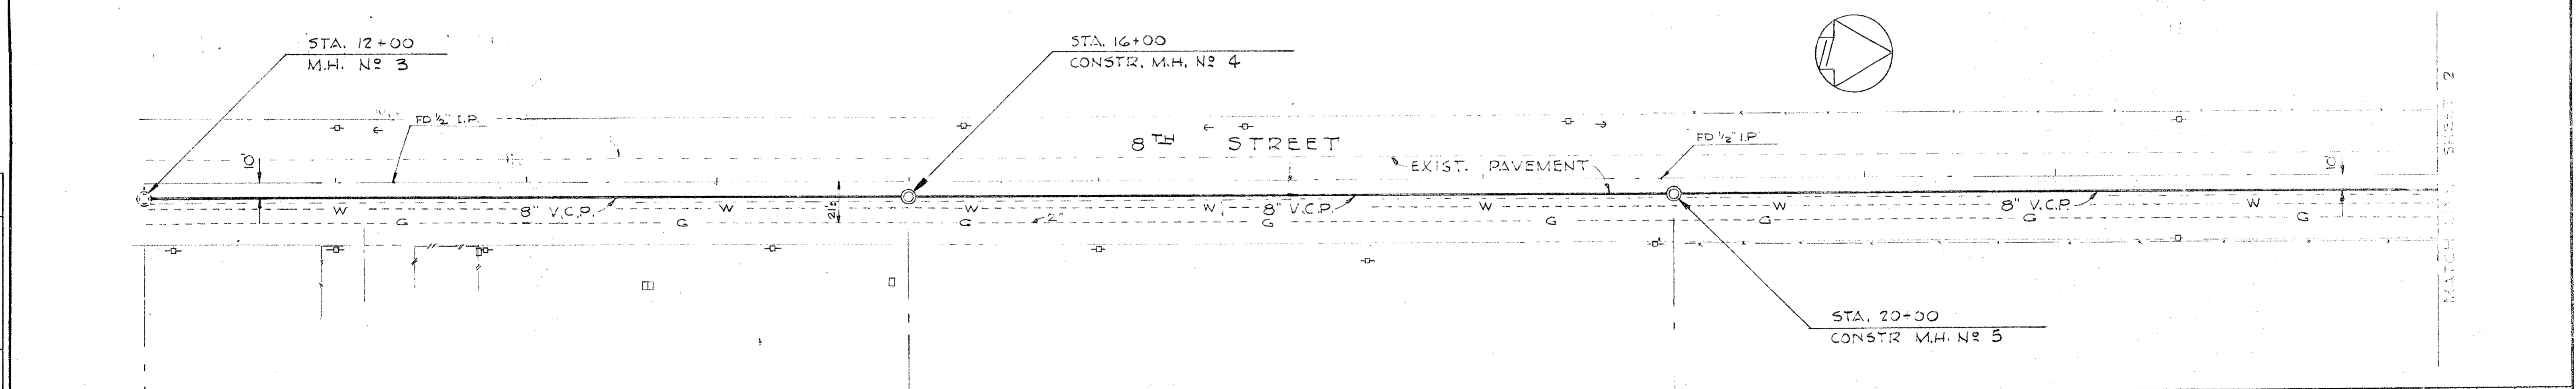 STA. 12+00
M.H. Nº 3
STA. 16+00
CONSTR. M.H. Nº 4
FD ½" I.P.
8TH STREET
FD ½" I.P.
EXIST. PAVEMENT
10'
10'
W
8" V.C.P.
W
21.5'
W
W
8" V.C.P.
W
W
8" V.C.P.
W
G
G
G
2"
G
G
G
G
G
STA. 20+00
CONSTR M.H. Nº 5
MATCH SHEET 2